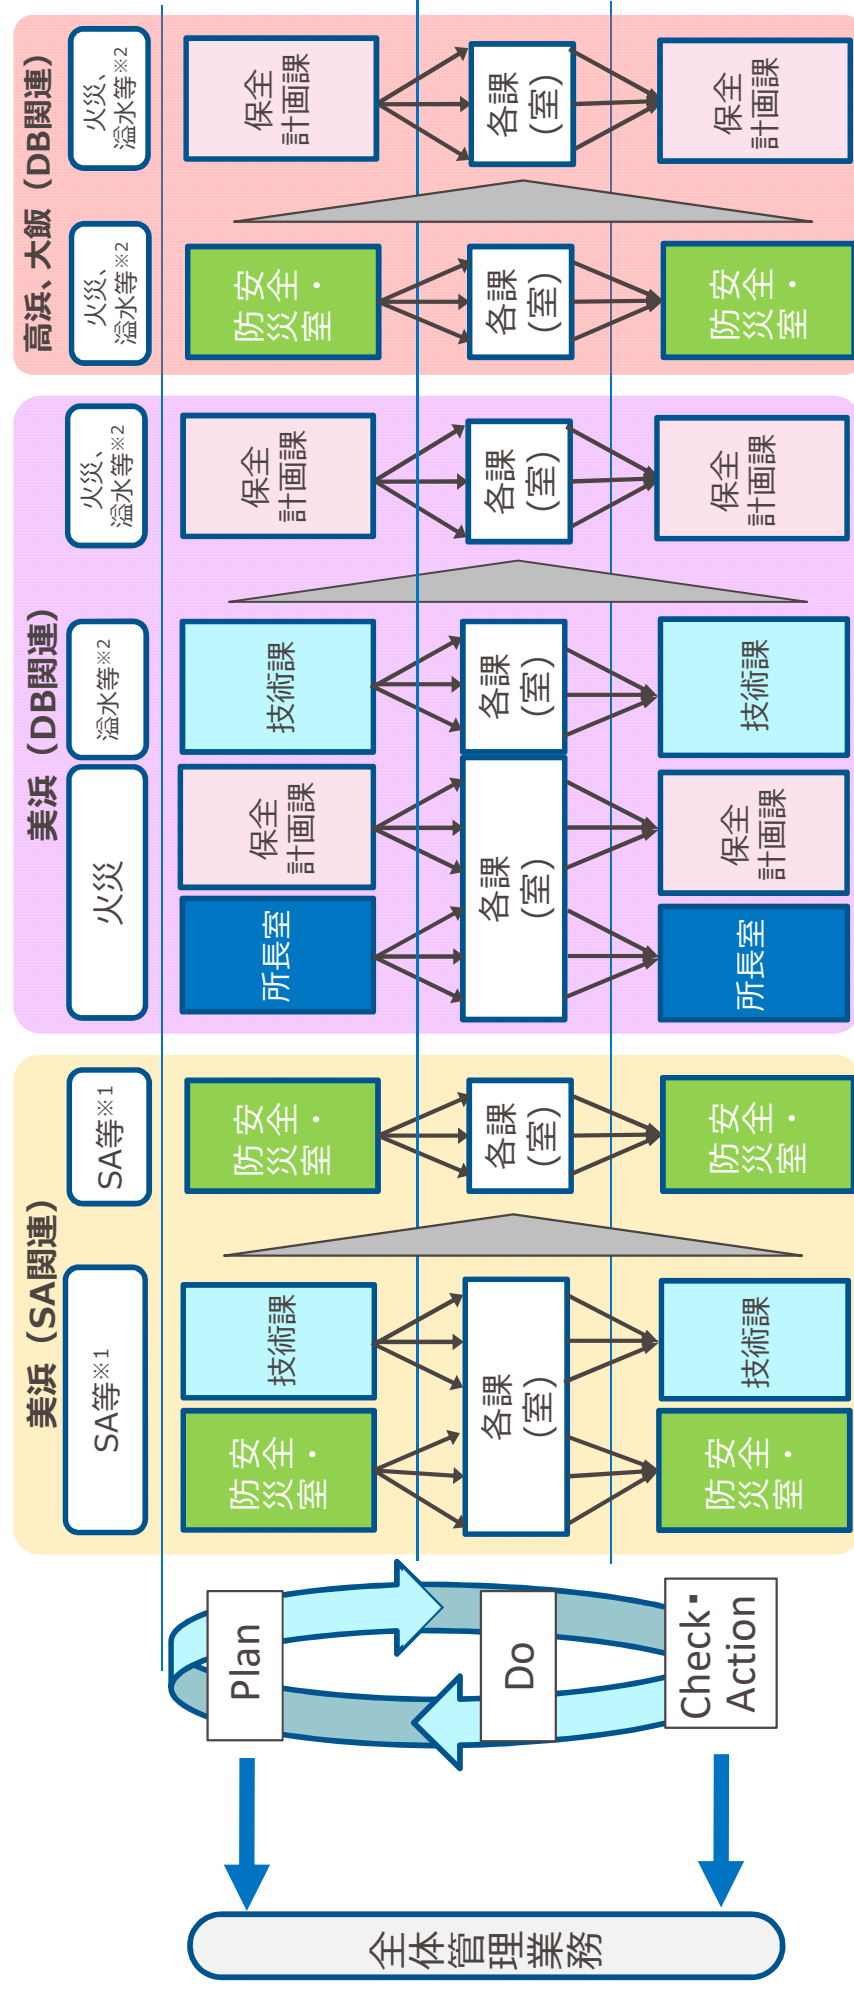 美浜（SA関連）
美浜（DB関連）
高浜、大飯（DB関連）
SA等※1
SA等※1
火災
溢水等※2
火災、
溢水等※2
火災、
溢水等※2
火災、
溢水等※2
全体管理業務
Plan
安全・
防災室
技術課
安全・
防災室
所長室
保全
計画課
技術課
保全
計画課
安全・
防災室
保全
計画課
Do
各課
(室)
各課
(室)
各課
(室)
各課
(室)
各課
(室)
各課
(室)
各課
(室)
Check・
Action
安全・
防災室
技術課
安全・
防災室
所長室
保全
計画課
技術課
保全
計画課
安全・
防災室
保全
計画課